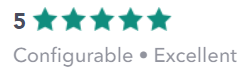 5 ★★★★★
Configurable • Excellent